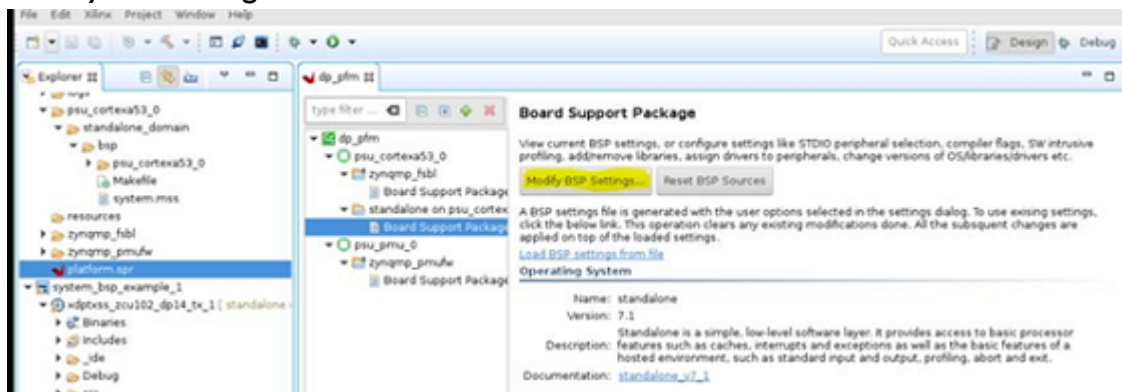 File Edit Xilinx Project Window Help
Quick Access Design Debug
Explorer dp_pfm
psu_cortexa53_0
standalone_domain
bsp
psu_cortexa53_0
Makefile
system.mss
resources
zynqmp_fsbl
zynqmp_pmufw
platform.spr
system_bsp_example_1
xdptxss_zcu102_dp14_tx_1 [ standalone
Binaries
Includes
_ide
Debug
type filter ...
dp_pfm
psu_cortexa53_0
zynqmp_fsbl
Board Support Package
standalone on psu_cortex
Board Support Package
psu_pmu_0
zynqmp_pmufw
Board Support Package
Board Support Package
View current BSP settings, or configure settings like STDIO peripheral selection, compiler flags, SW intrusive
profiling, add/remove libraries, assign drivers to peripherals, change versions of OS/libraries/drivers etc.
Modify BSP Settings... Reset BSP Sources
A BSP settings file is generated with the user options selected in the settings dialog. To use exising settings,
click the below link. This operation clears any existing modifications done. All the subsequent changes are
applied on top of the loaded settings.
Load BSP settings from file
Operating System
Name: standalone
Version: 7.1
Standalone is a simple, low-level software layer. It provides access to basic processor
Description: features such as caches, interrupts and exceptions as well as the basic features of a
hosted environment, such as standard input and output, profiling, abort and exit.
Documentation: standalone_v7_1